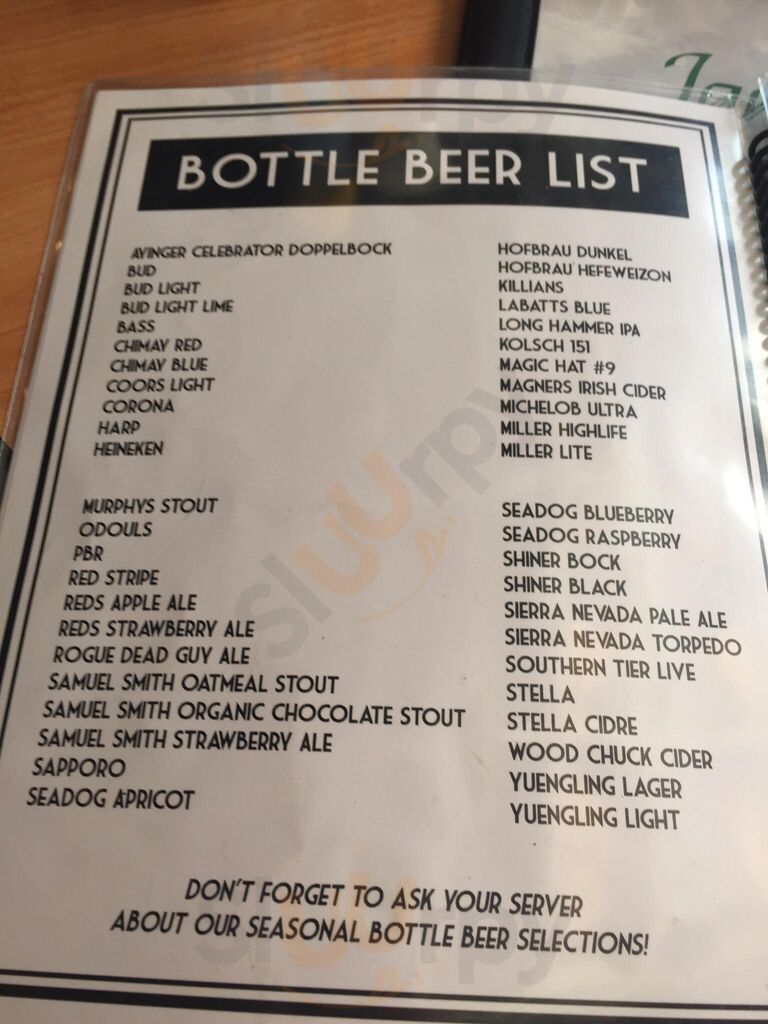 BOTTLE BEER LIST
AYINGER CELEBRATOR DOPPELBOCK
BUD
BUD LIGHT
BUD LIGHT LIME
BASS
CHIMAY RED
CHIMAY BLUE
COORS LIGHT
CORONA
HARP
HEINEKEN
MURPHYS STOUT
ODOULS
PBR
RED STRIPE
REDS APPLE ALE
REDS STRAWBERRY ALE
ROGUE DEAD GUY ALE
SAMUEL SMITH OATMEAL STOUT
SAMUEL SMITH ORGANIC CHOCOLATE STOUT
SAMUEL SMITH STRAWBERRY ALE
SAPPORO
SEADOG APRICOT
HOFBRAU DUNKEL
HOFBRAU HEFEWEIZON
KILLIANS
LABATTS BLUE
LONG HAMMER IPA
KOLSCH 151
MAGIC HAT #9
MAGNERS IRISH CIDER
MICHELOB ULTRA
MILLER HIGHLIFE
MILLER LITE
SEADOG BLUEBERRY
SEADOG RASPBERRY
SHINER BOCK
SHINER BLACK
SIERRA NEVADA PALE ALE
SIERRA NEVADA TORPEDO
SOUTHERN TIER LIVE
STELLA
STELLA CIDRE
WOOD CHUCK CIDER
YUENGLING LAGER
YUENGLING LIGHT
DON'T FORGET TO ASK YOUR SERVER
ABOUT OUR SEASONAL BOTTLE BEER SELECTIONS!
sluurpy